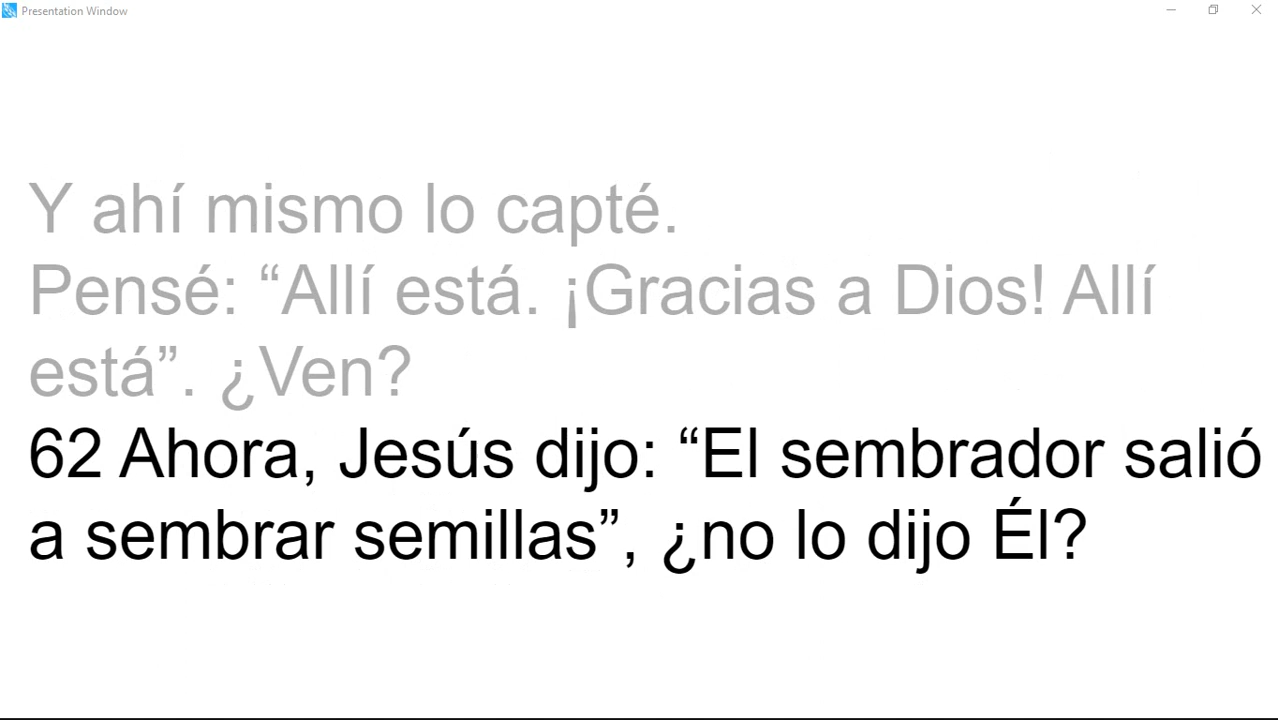 Presentation Window
Y ahí mismo lo capté.
Pensé: “Allí está. ¡Gracias a Dios! Allí
está”. ¿Ven?
62 Ahora, Jesús dijo: “El sembrador salió
a sembrar semillas”, ¿no lo dijo Él?